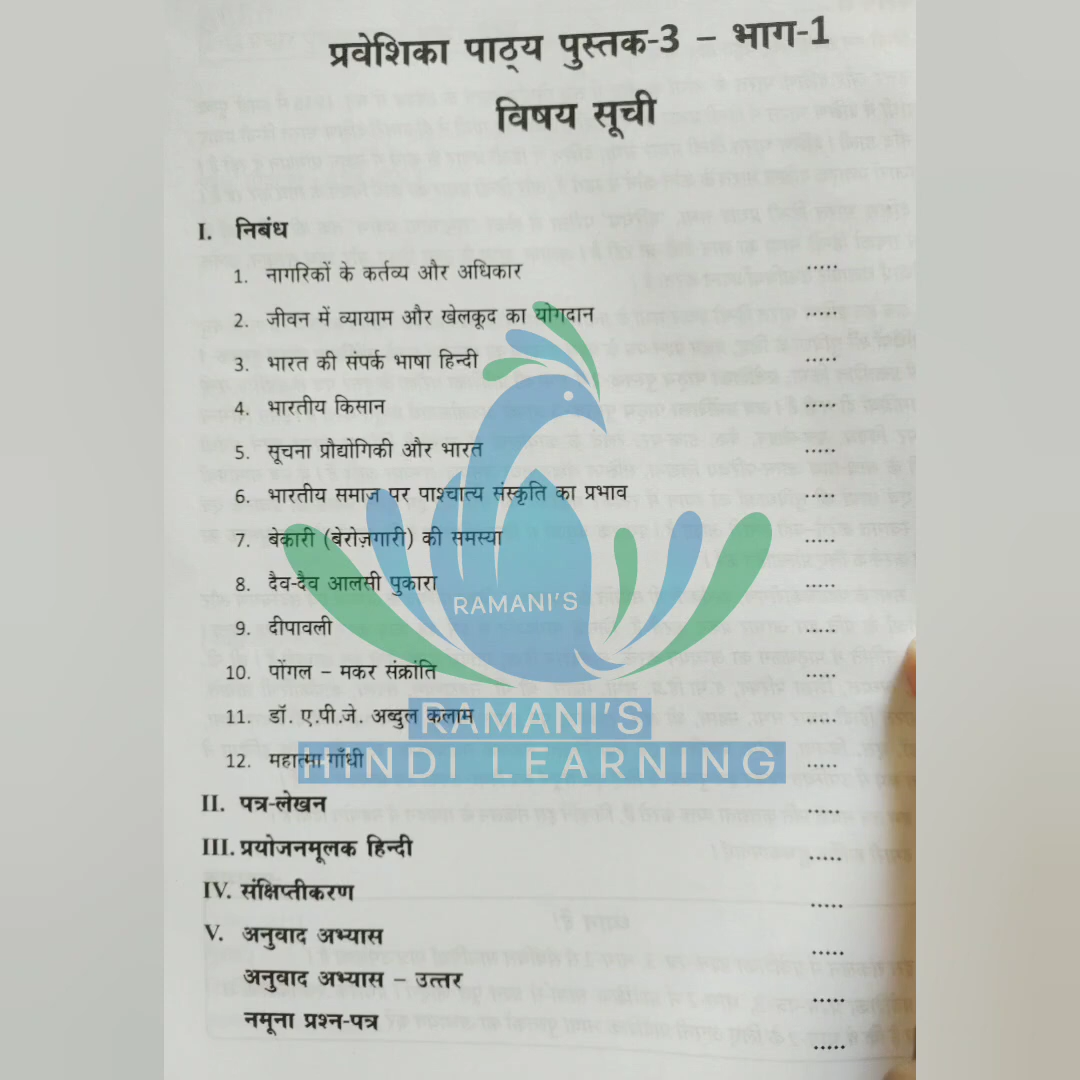 प्रवेशिका पाठ्य पुस्तक-3 – भाग-1
विषय सूची
I. निबंध
1. नागरिकों के कर्तव्य और अधिकार .....
2. जीवन में व्यायाम और खेलकूद का योगदान .....
3. भारत की संपर्क भाषा हिन्दी .....
4. भारतीय किसान .....
5. सूचना प्रौद्योगिकी और भारत .....
6. भारतीय समाज पर पाश्चात्य संस्कृति का प्रभाव .....
7. बेकारी (बेरोज़गारी) की समस्या .....
8. दैव-दैव आलसी पुकारा .....
RAMANI'S
9. दीपावली .....
10. पोंगल – मकर संक्रांति .....
11. डॉ. ए.पी.जे. अब्दुल कलाम .....
RAMANI'S
12. महात्मा गाँधी .....
HINDI LEARNING
II. पत्र-लेखन .....
III. प्रयोजनमूलक हिन्दी .....
IV. संक्षिप्तीकरण .....
V. अनुवाद अभ्यास .....
अनुवाद अभ्यास – उत्तर .....
नमूना प्रश्न-पत्र .....